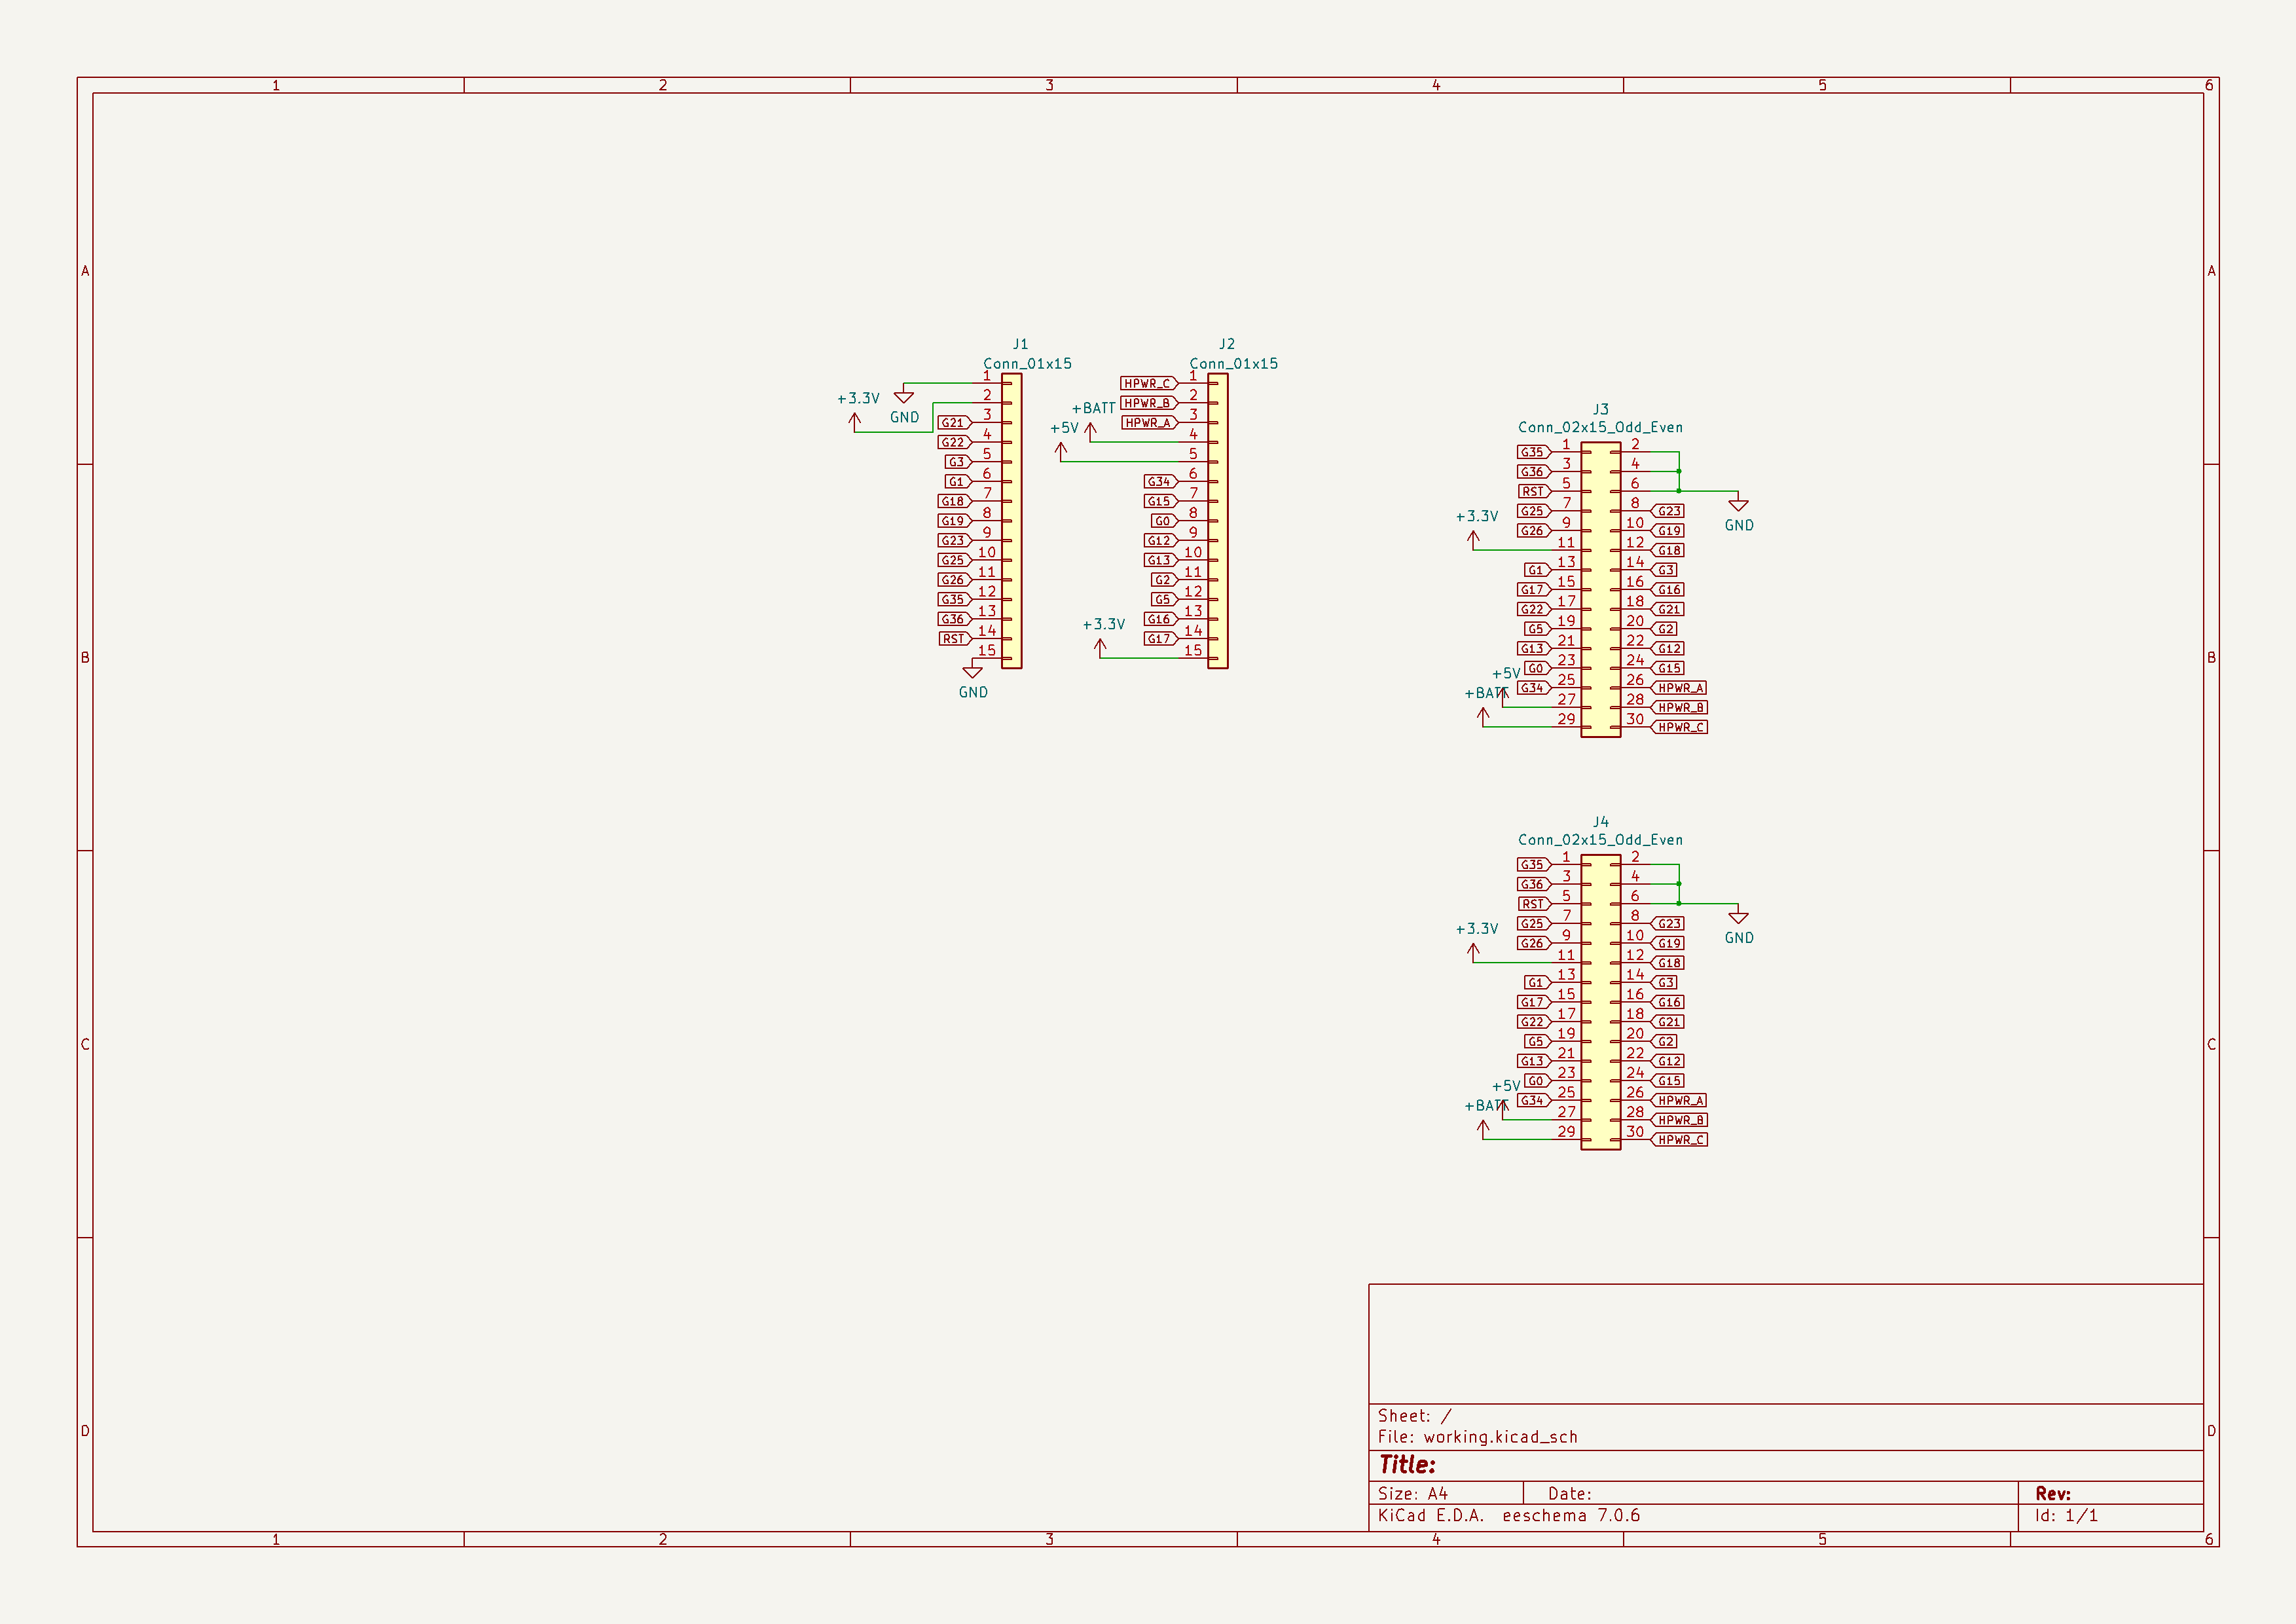 1 2 3 4 5 6
A A
B B
C C
D D
J1
Conn_01x15
+3.3V
GND
1
2
G21 3
G22 4
G3 5
G1 6
G18 7
G19 8
G23 9
G25 10
G26 11
G35 12
G36 13
RST 14
15
GND
J2
Conn_01x15
HPWR_C 1
HPWR_B 2
HPWR_A 3
+BATT 4
+5V 5
G34 6
G15 7
G0 8
G12 9
G13 10
G2 11
G5 12
G16 13
G17 14
+3.3V 15
J3
Conn_02x15_Odd_Even
G35 1 2
G36 3 4
RST 5 6
GND
G25 7 8 G23
G26 9 10 G19
+3.3V 11 12 G18
G1 13 14 G3
G17 15 16 G16
G22 17 18 G21
G5 19 20 G2
G13 21 22 G12
G0 23 24 G15
G34 25 26 HPWR_A
+5V 27 28 HPWR_B
+BATT 29 30 HPWR_C
J4
Conn_02x15_Odd_Even
G35 1 2
G36 3 4
RST 5 6
GND
G25 7 8 G23
G26 9 10 G19
+3.3V 11 12 G18
G1 13 14 G3
G17 15 16 G16
G22 17 18 G21
G5 19 20 G2
G13 21 22 G12
G0 23 24 G15
G34 25 26 HPWR_A
+5V 27 28 HPWR_B
+BATT 29 30 HPWR_C
Sheet: /
File: working.kicad_sch
Title:
Size: A4 Date: Rev:
KiCad E.D.A. eeschema 7.0.6 Id: 1/1
1 2 3 4 5 6